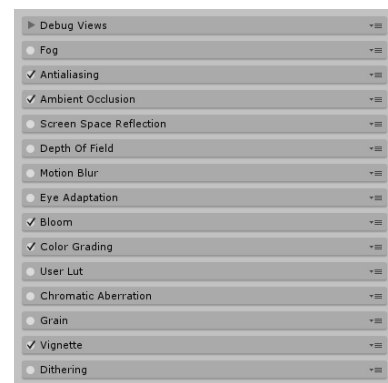 Debug Views
Fog
Antialiasing
Ambient Occlusion
Screen Space Reflection
Depth Of Field
Motion Blur
Eye Adaptation
Bloom
Color Grading
User Lut
Chromatic Aberration
Grain
Vignette
Dithering